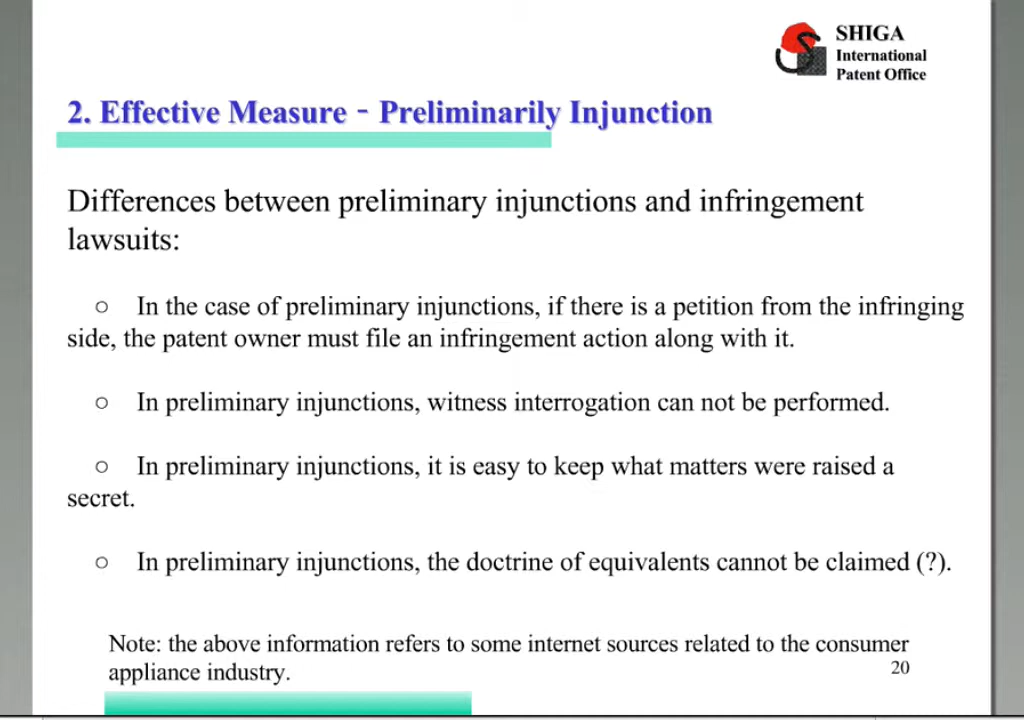 SHIGA
International
Patent Office
2. Effective Measure - Preliminarily Injunction
Differences between preliminary injunctions and infringement
lawsuits:
○ In the case of preliminary injunctions, if there is a petition from the infringing
side, the patent owner must file an infringement action along with it.
○ In preliminary injunctions, witness interrogation can not be performed.
○ In preliminary injunctions, it is easy to keep what matters were raised a
secret.
○ In preliminary injunctions, the doctrine of equivalents cannot be claimed (?).
Note: the above information refers to some internet sources related to the consumer
appliance industry.
20